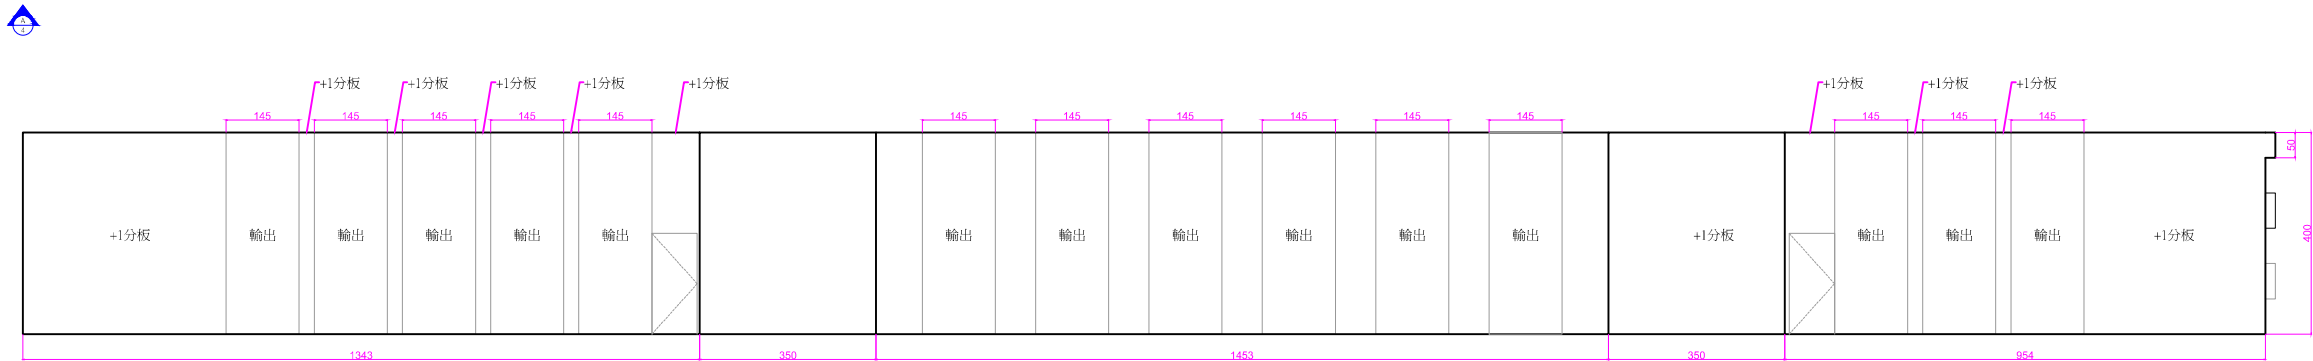 A
4
+1分板 +1分板 +1分板 +1分板 +1分板 +1分板 +1分板 +1分板
145 145 145 145 145 145 145 145 145 145 145 145 145 145
50
+1分板 輸出 輸出 輸出 輸出 輸出 輸出 輸出 輸出 輸出 輸出 輸出 +1分板 輸出 輸出 輸出 +1分板 400
1343 350 1453 350 954